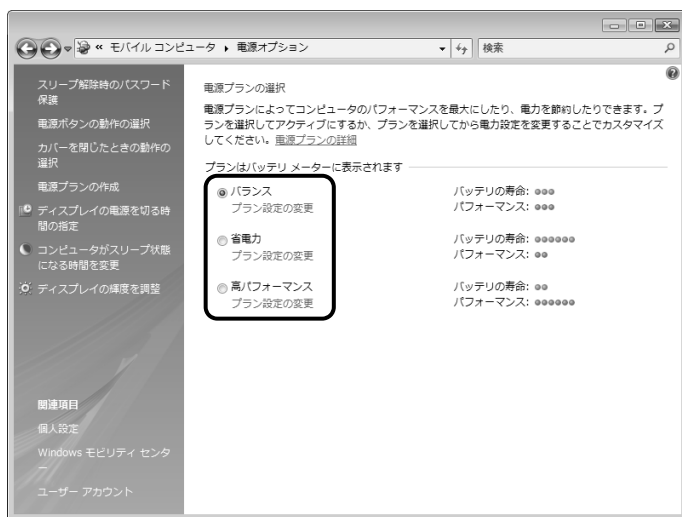 « モバイル コンピュータ ▸ 電源オプション
検索
スリープ解除時のパスワード
保護
電源ボタンの動作の選択
カバーを閉じたときの動作の
選択
電源プランの作成
ディスプレイの電源を切る時
間の指定
コンピュータがスリープ状態
になる時間を変更
ディスプレイの輝度を調整
関連項目
個人設定
Windows モビリティ センタ
ー
ユーザー アカウント
電源プランの選択
電源プランによってコンピュータのパフォーマンスを最大にしたり、電力を節約したりできます。プ
ランを選択してアクティブにするか、プランを選択してから電力設定を変更することでカスタマイズ
してください。電源プランの詳細
プランはバッテリ メーターに表示されます
バランス
プラン設定の変更
バッテリの寿命:
パフォーマンス:
省電力
プラン設定の変更
バッテリの寿命:
パフォーマンス:
高パフォーマンス
プラン設定の変更
バッテリの寿命:
パフォーマンス: